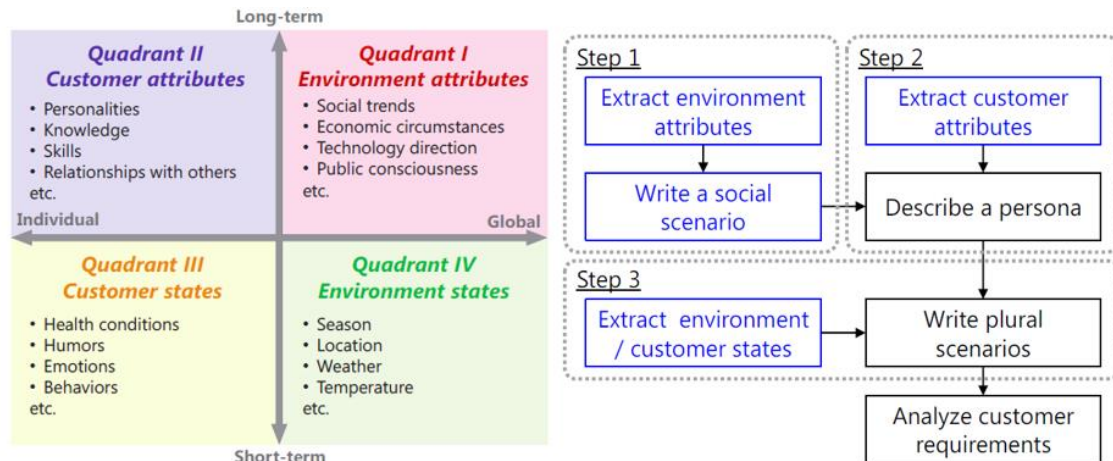 Long-term
Quadrant II
Customer attributes
• Personalities
• Knowledge
• Skills
• Relationships with others
etc.
Quadrant I
Environment attributes
• Social trends
• Economic circumstances
• Technology direction
• Public consciousness
etc.
Individual
Global
Quadrant III
Customer states
• Health conditions
• Humors
• Emotions
• Behaviors
etc.
Quadrant IV
Environment states
• Season
• Location
• Weather
• Temperature
etc.
Short-term
Step 1
Extract environment
attributes
Write a social
scenario
Step 2
Extract customer
attributes
Describe a persona
Step 3
Extract environment
/ customer states
Write plural
scenarios
Analyze customer
requirements